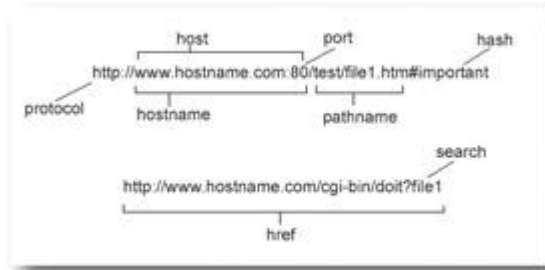 host port hash
http://www.hostname.com:80/test/file1.htm#important
protocol hostname pathname
search
http://www.hostname.com/cgi-bin/doit?file1
href